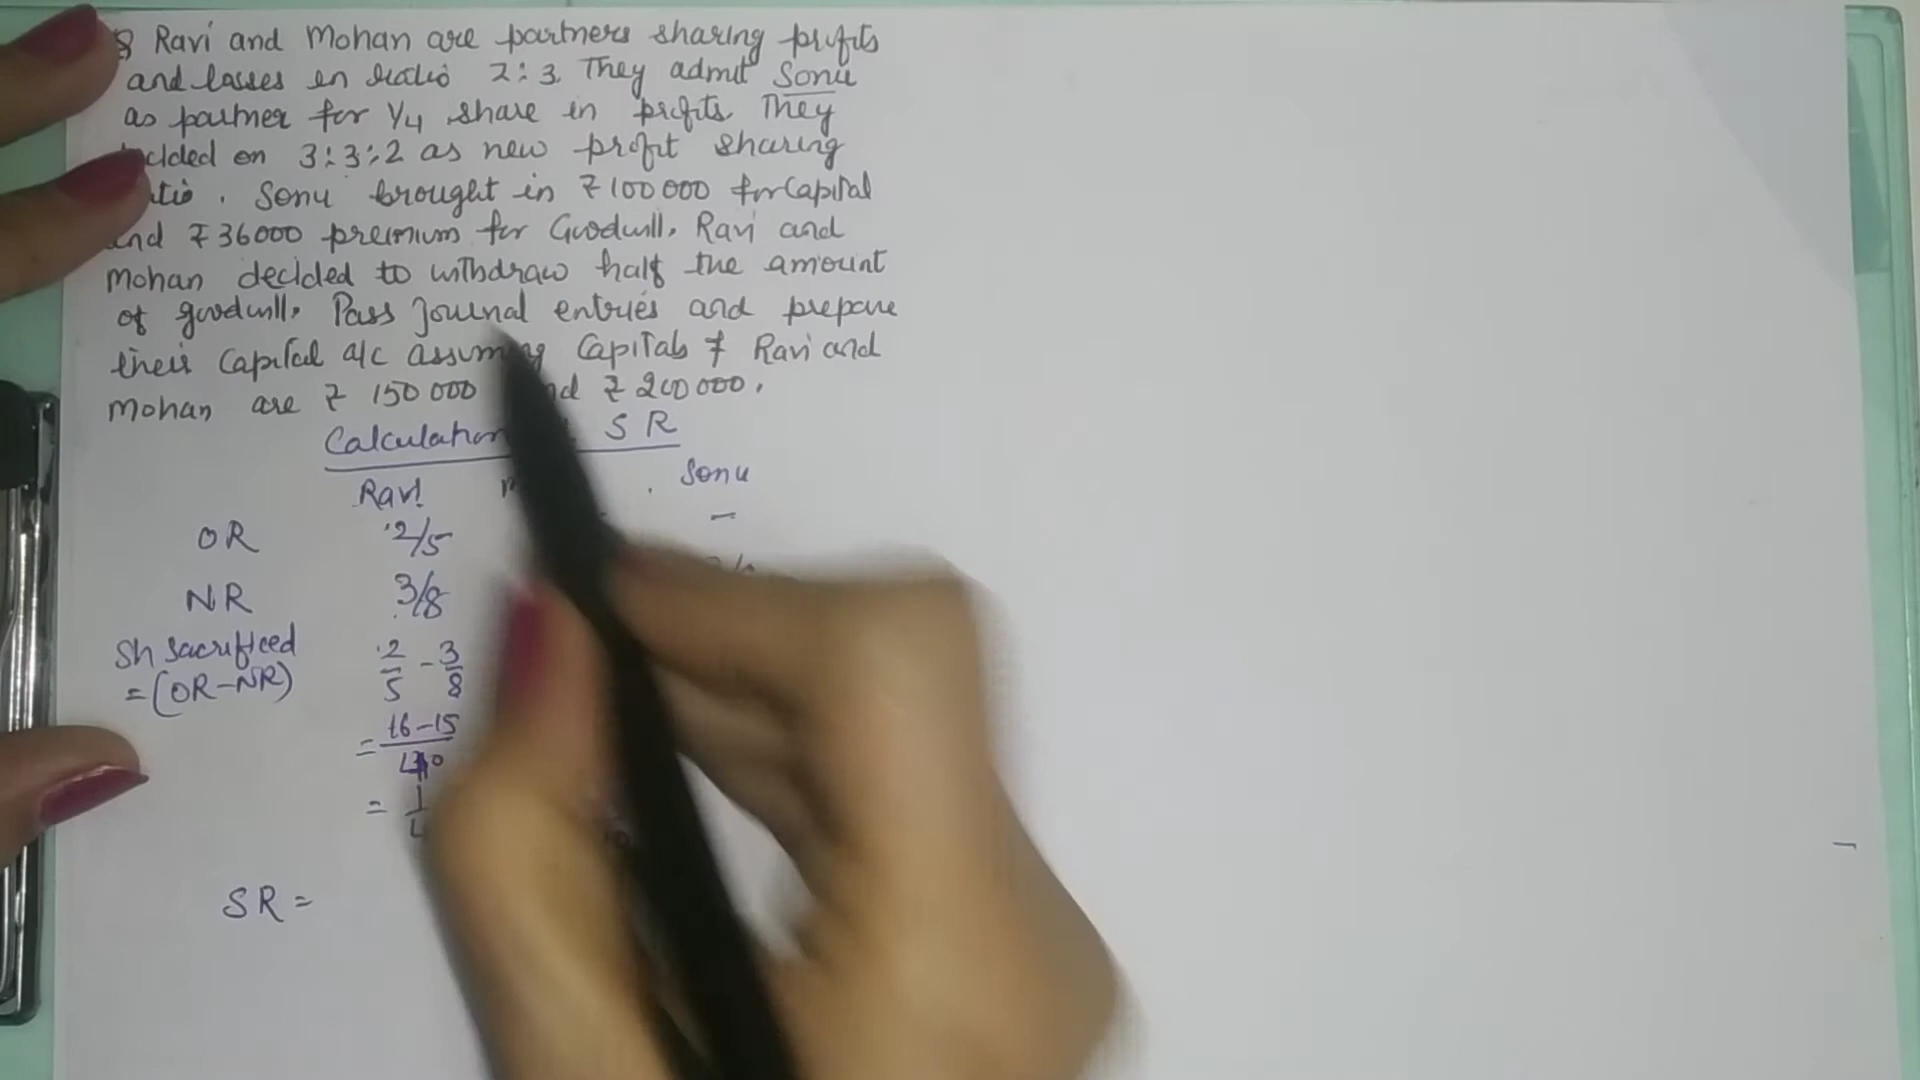 Ravi and Mohan are partners sharing profits
and losses in ratio 2:3. They admit Sonu
as partner for 1/4 share in profits. They
on 3:3:2 as new profit sharing
. Sonu brought in ₹100000 for Capital
and ₹36000 premium for Goodwill. Ravi and
Mohan decided to withdraw half the amount
of goodwill. Pass Journal entries and prepare
their Capital a/c assuming Capitals of Ravi and
Mohan are ₹ 150000 ₹ 200000.
Calculation SR
Ravi Sonu
OR 2/5 -
NR 3/8
Sh sacrificed 2/5 - 3/8
=(OR-NR)
= 16-15/40
= 1
SR =